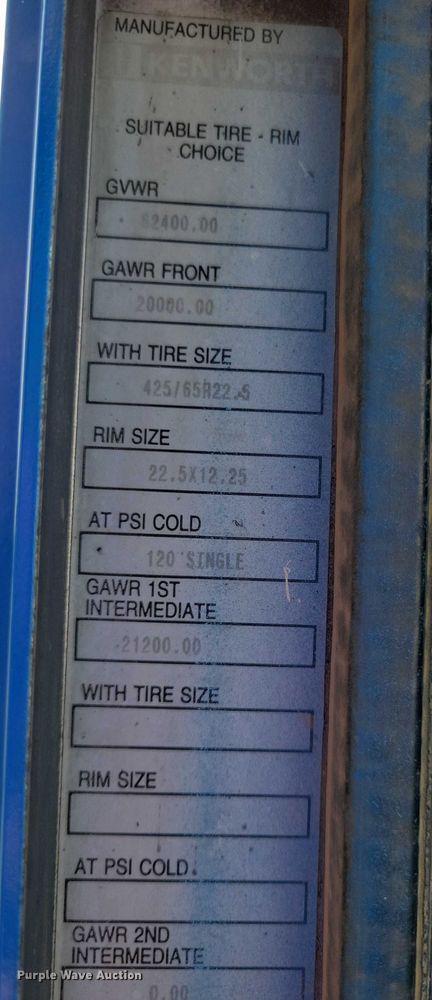 MANUFACTURED BY
KENWORTH
SUITABLE TIRE - RIM
CHOICE
GVWR
62400.00
GAWR FRONT
20000.00
WITH TIRE SIZE
425/65R22.5
RIM SIZE
22.5X12.25
AT PSI COLD
120 SINGLE
GAWR 1ST
INTERMEDIATE
21200.00
WITH TIRE SIZE
RIM SIZE
AT PSI COLD
GAWR 2ND
INTERMEDIATE
0.00
Purple Wave Auction